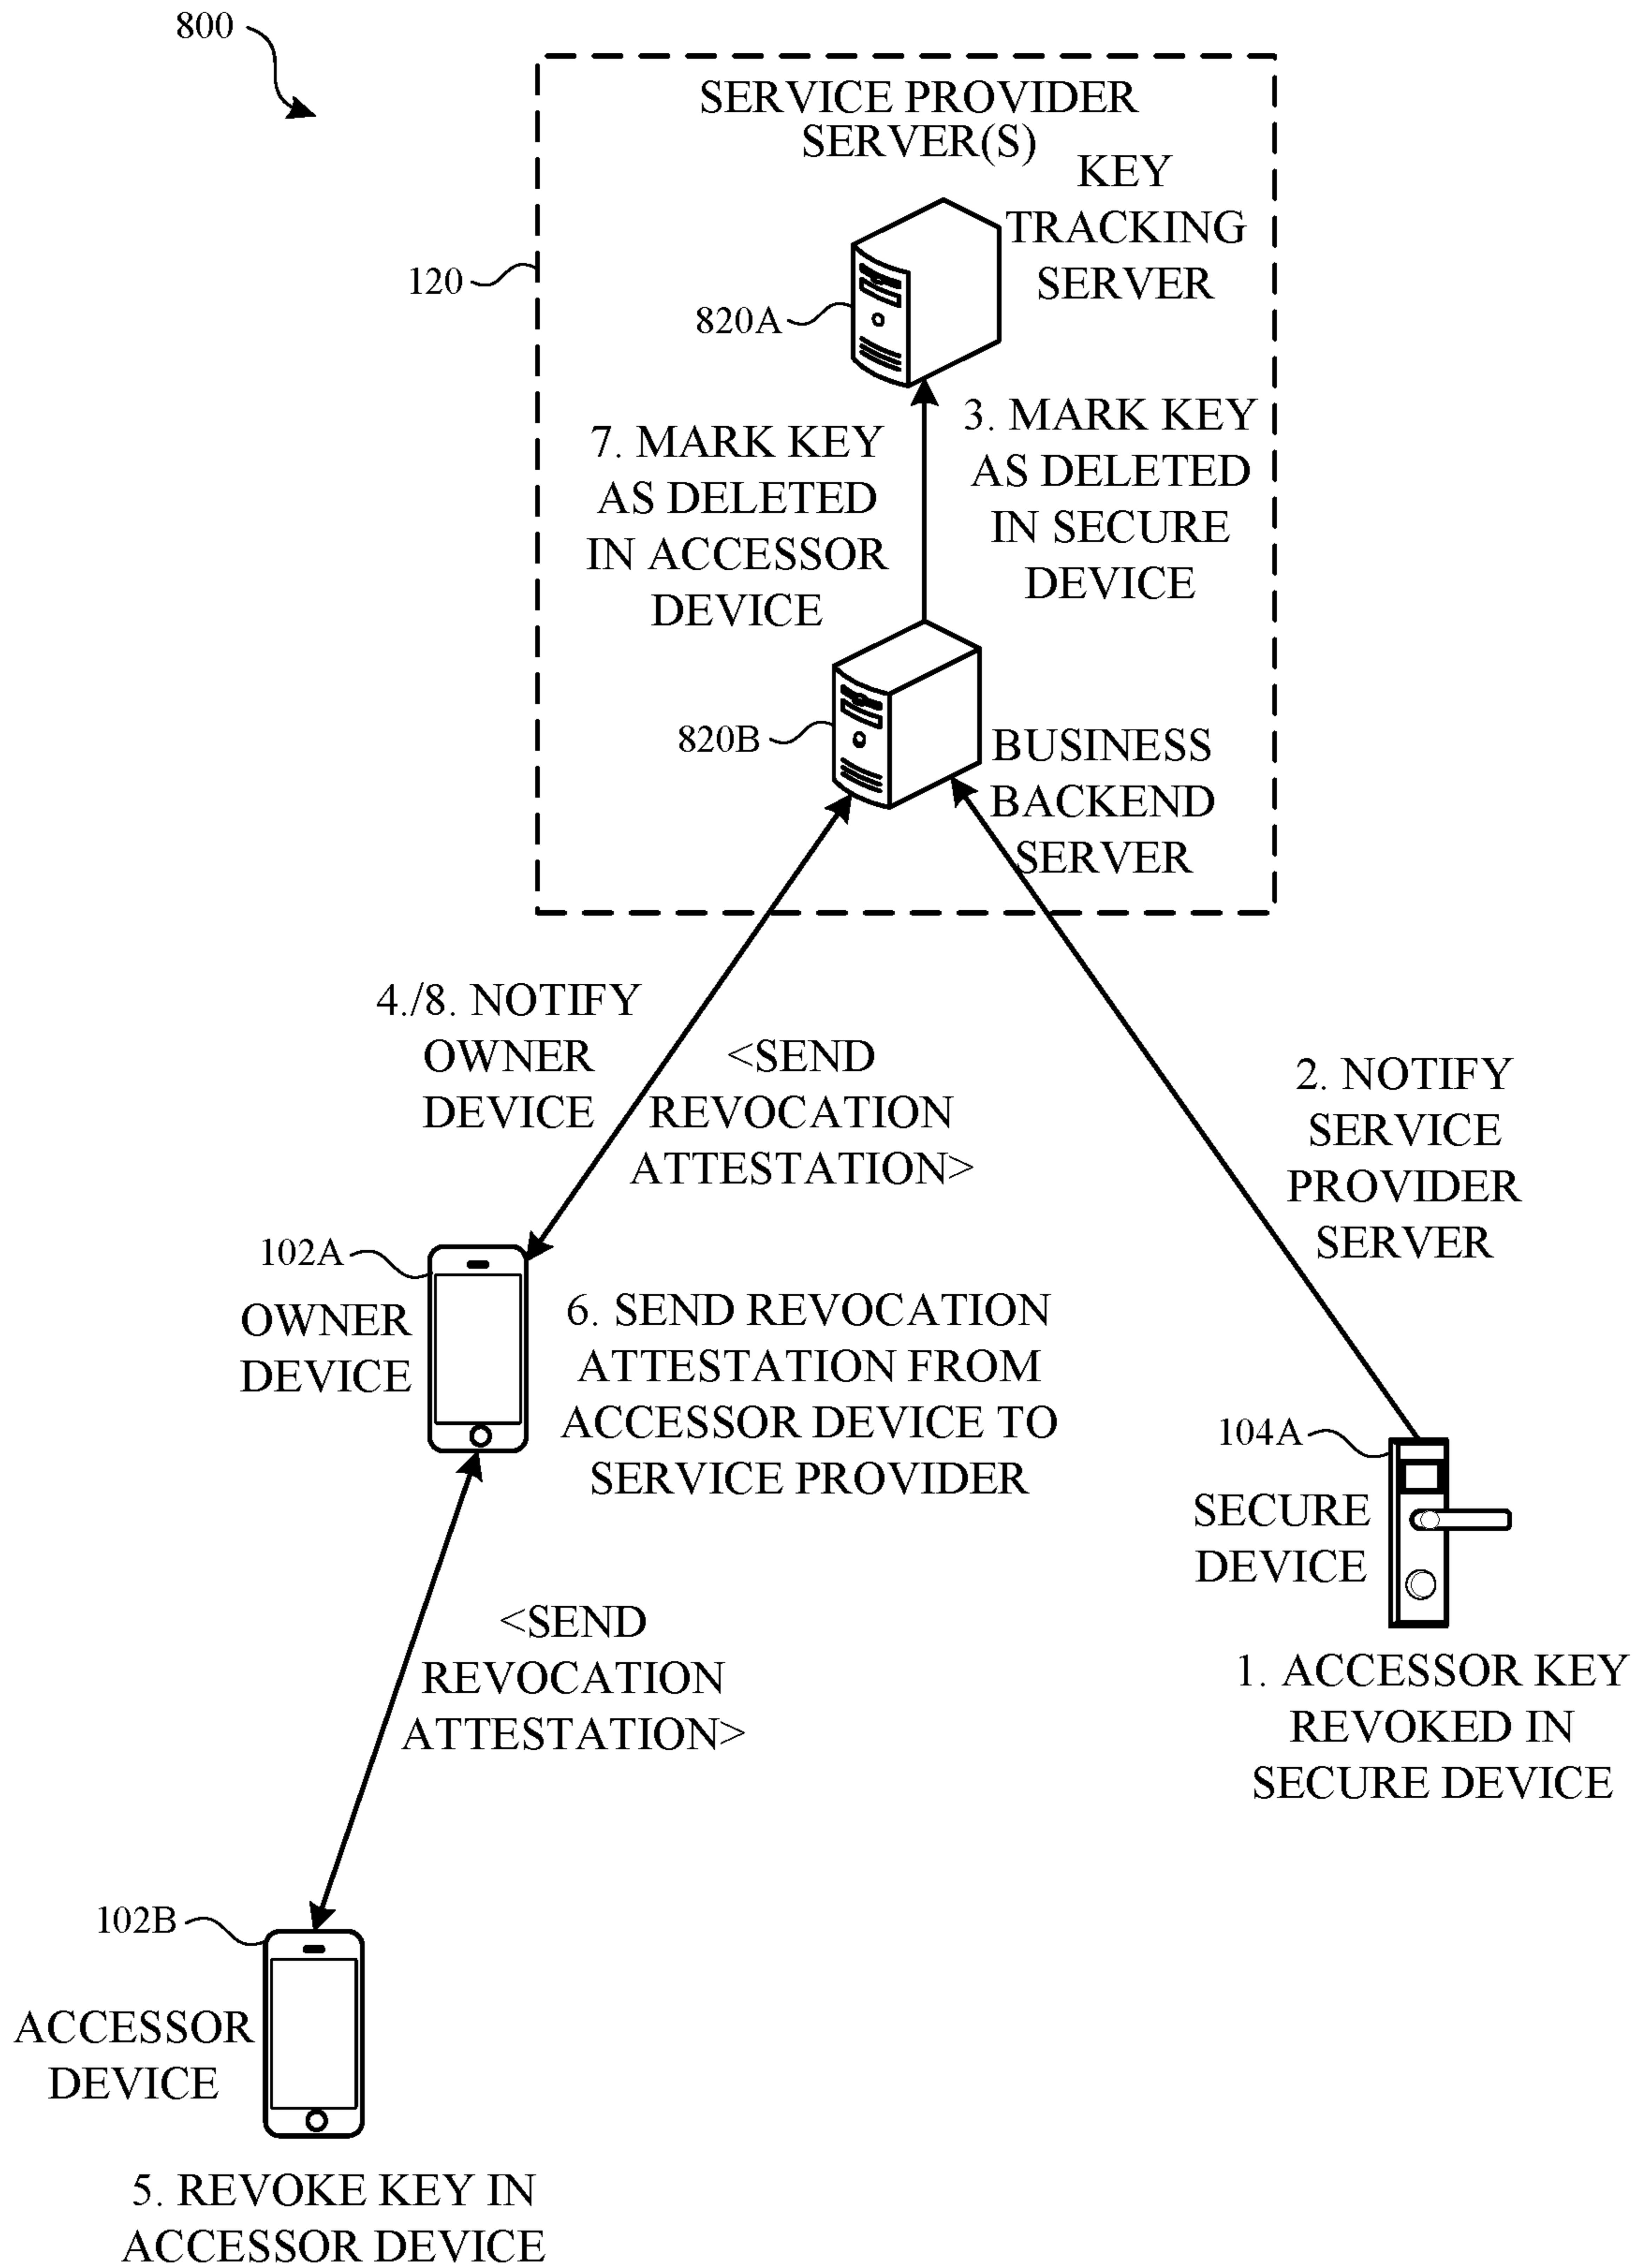 800
SERVICE PROVIDER
SERVER(S)
KEY
TRACKING
SERVER
120
820A
7. MARK KEY
AS DELETED
IN ACCESSOR
DEVICE
3. MARK KEY
AS DELETED
IN SECURE
DEVICE
820B
BUSINESS
BACKEND
SERVER
4./8. NOTIFY
OWNER
DEVICE
<SEND
REVOCATION
ATTESTATION>
2. NOTIFY
SERVICE
PROVIDER
SERVER
102A
OWNER
DEVICE
6. SEND REVOCATION
ATTESTATION FROM
ACCESSOR DEVICE TO
SERVICE PROVIDER
104A
SECURE
DEVICE
1. ACCESSOR KEY
REVOKED IN
SECURE DEVICE
<SEND
REVOCATION
ATTESTATION>
102B
ACCESSOR
DEVICE
5. REVOKE KEY IN
ACCESSOR DEVICE